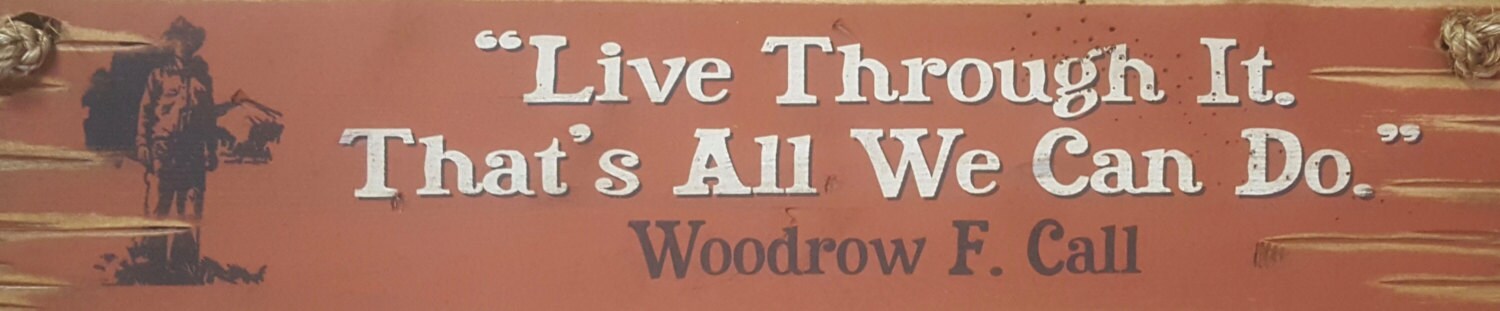 “Live Through It.
That’s All We Can Do.”
Woodrow F. Call